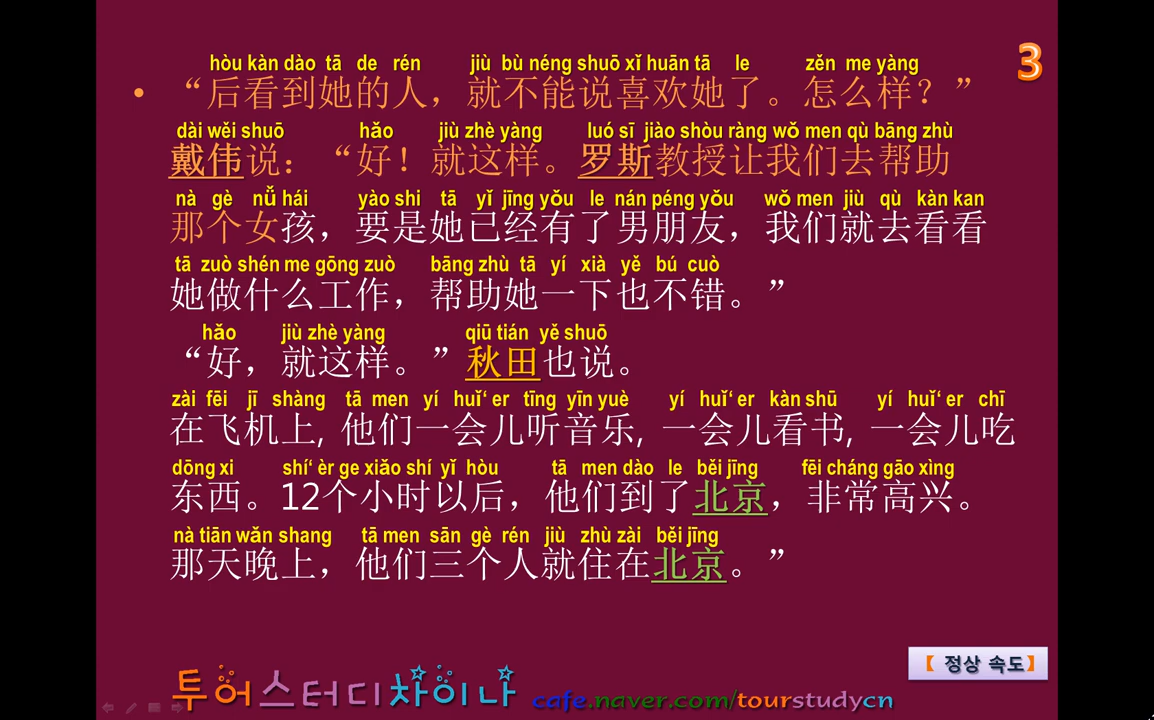 3
hòu kàn dào tā de rén jiù bù néng shuō xǐ huān tā le zěn me yàng
• “后看到她的人，就不能说喜欢她了。怎么样？”
dài wěi shuō hǎo jiù zhè yàng luó sī jiào shòu ràng wǒ men qù bāng zhù
戴伟说：“好！就这样。罗斯教授让我们去帮助
nà gè nǚ hái yào shi tā yǐ jīng yǒu le nán péng yǒu wǒ men jiù qù kàn kan
那个女孩，要是她已经有了男朋友，我们就去看看
tā zuò shén me gōng zuò bāng zhù tā yí xià yě bú cuò
她做什么工作，帮助她一下也不错。”
hǎo jiù zhè yàng qiū tián yě shuō
“好，就这样。”秋田也说。
zài fēi jī shàng tā men yí huǐ‘ er tīng yīn yuè yí huǐ‘ er kàn shū yí huǐ‘ er chī
在飞机上, 他们一会儿听音乐, 一会儿看书, 一会儿吃
dōng xi shí‘ èr ge xiǎo shí yǐ hòu tā men dào le běi jīng fēi cháng gāo xìng
东西。12个小时以后，他们到了北京，非常高兴。
nà tiān wǎn shang tā men sān gè rén jiù zhù zài běi jīng
那天晚上，他们三个人就住在北京。”
【 정상 속도】
투어스터디차이나 cafe.naver.com/tourstudycn